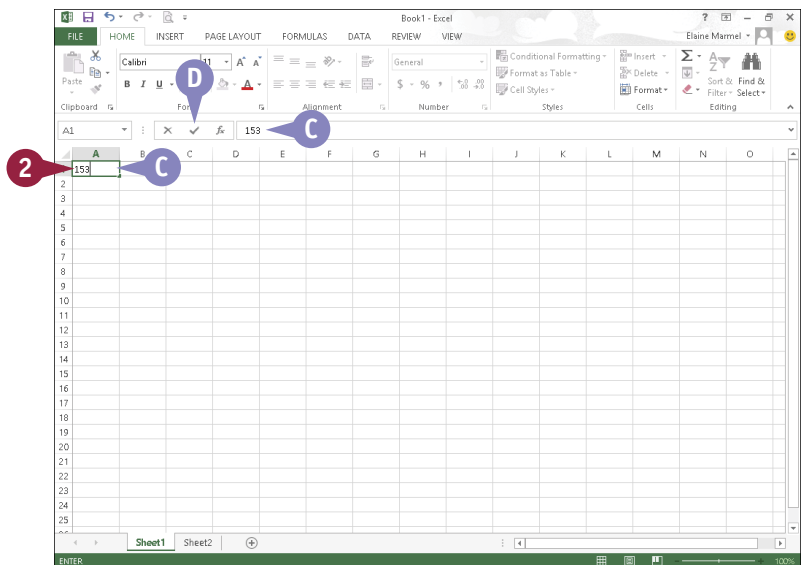 Book1 - Excel
FILE HOME INSERT PAGE LAYOUT FORMULAS DATA REVIEW VIEW Elaine Marmel
Calibri 11 A A General Conditional Formatting Insert Σ
Paste Format as Table Delete Sort & Find &
B I U A $ % , Cell Styles Format Filter Select
Clipboard Font Alignment Number Styles Cells Editing
D
A1 fx 153 C
A B C D E F G H I J K L M N O
2 153 C
2
3
4
5
6
7
8
9
10
11
12
13
14
15
16
17
18
19
20
21
22
23
24
25
Sheet1 Sheet2
ENTER 100%